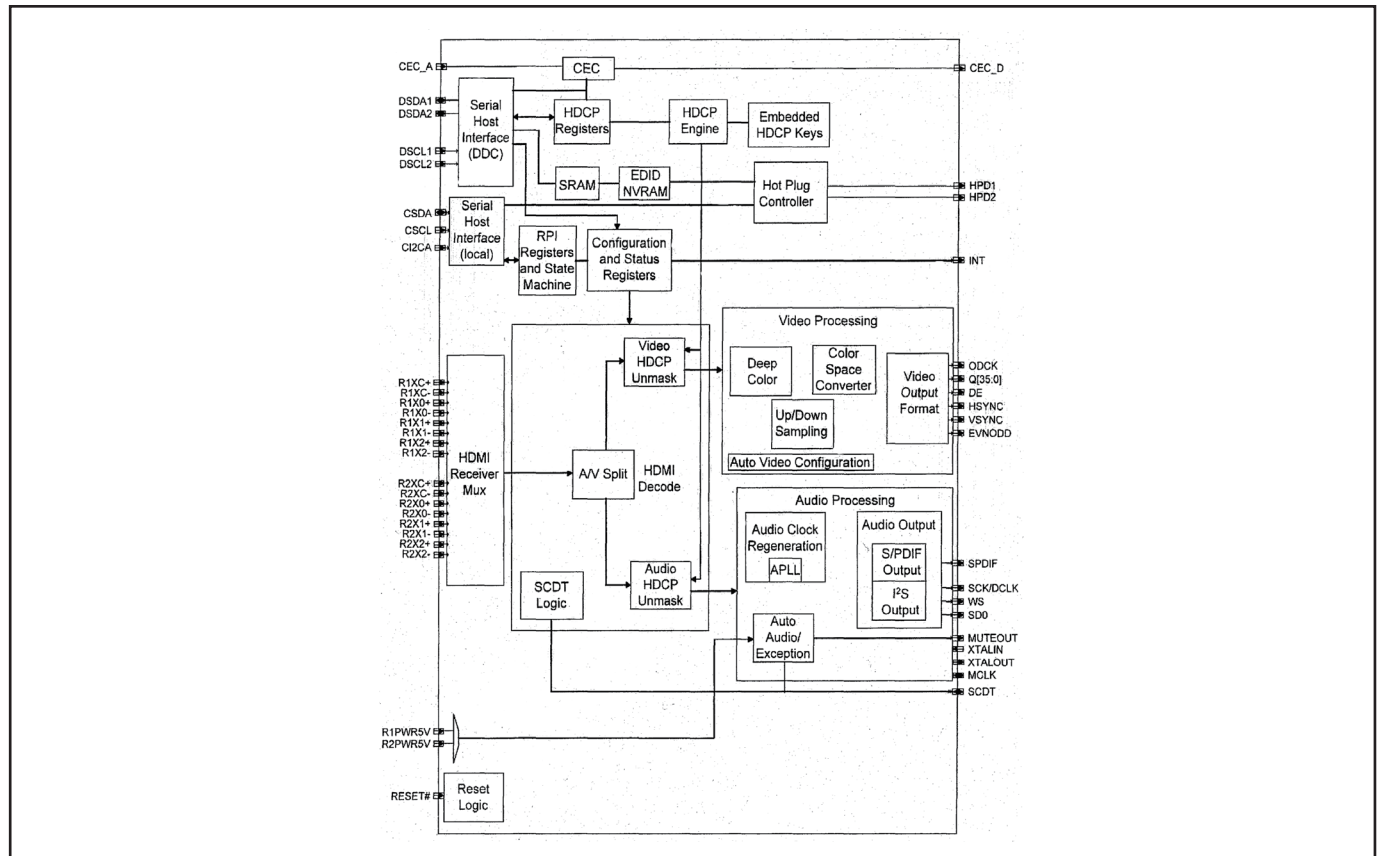 CEC_A
CEC
CEC_D
DSDA1
DSDA2
DSCL1
DSCL2
Serial
Host
Interface
(DDC)
HDCP
Registers
HDCP
Engine
Embedded
HDCP Keys
SRAM
EDID
NVRAM
Hot Plug
Controller
HPD1
HPD2
CSDA
CSCL
CI2CA
Serial
Host
Interface
(local)
RPI
Registers
and State
Machine
Configuration
and Status
Registers
INT
R1XC+
R1XC-
R1X0+
R1X0-
R1X1+
R1X1-
R1X2+
R1X2-
R2XC+
R2XC-
R2X0+
R2X0-
R2X1+
R2X1-
R2X2+
R2X2-
HDMI
Receiver
Mux
Video
HDCP
Unmask
A/V Split
HDMI
Decode
SCDT
Logic
Audio
HDCP
Unmask
Video Processing
Deep
Color
Color
Space
Converter
Up/Down
Sampling
Auto Video Configuration
Video
Output
Format
ODCK
Q[35:0]
DE
HSYNC
VSYNC
EVNODD
Audio Processing
Audio Clock
Regeneration
APLL
Audio Output
S/PDIF
Output
I²S
Output
Auto
Audio/
Exception
SPDIF
SCK/DCLK
WS
SD0
MUTEOUT
XTALIN
XTALOUT
MCLK
SCDT
R1PWR5V
R2PWR5V
RESET#
Reset
Logic